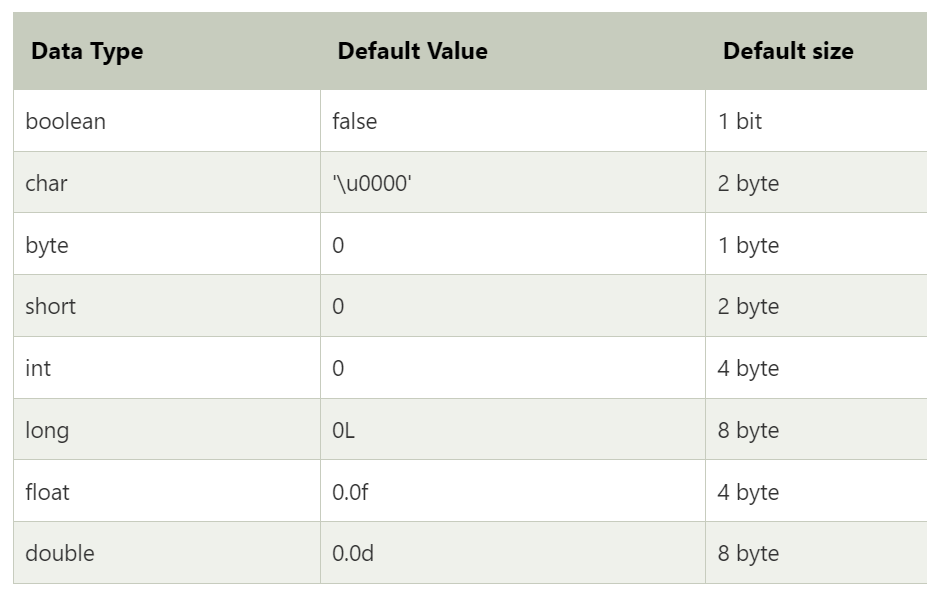 Data Type Default Value Default size
boolean false 1 bit
char '\u0000' 2 byte
byte 0 1 byte
short 0 2 byte
int 0 4 byte
long 0L 8 byte
float 0.0f 4 byte
double 0.0d 8 byte